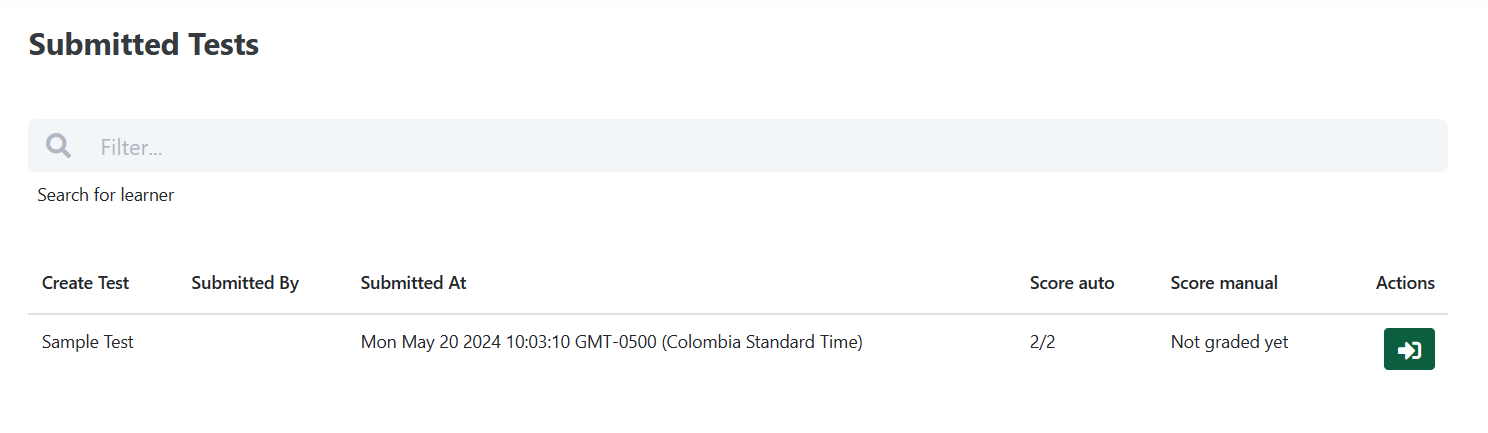 Submitted Tests
Filter...
Search for learner
Create Test Submitted By Submitted At Score auto Score manual Actions
Sample Test Mon May 20 2024 10:03:10 GMT-0500 (Colombia Standard Time) 2/2 Not graded yet